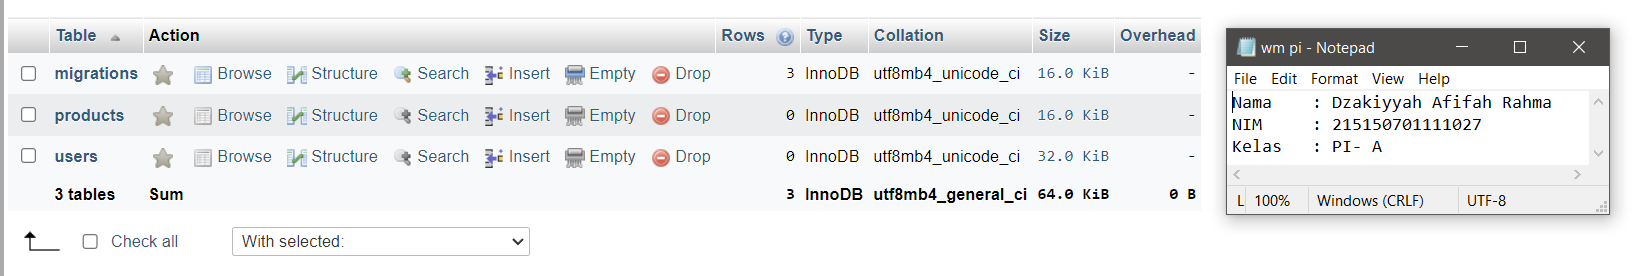 Table Action Rows Type Collation Size Overhead
migrations Browse Structure Search Insert Empty Drop 3 InnoDB utf8mb4_unicode_ci 16.0 KiB -
products Browse Structure Search Insert Empty Drop 0 InnoDB utf8mb4_unicode_ci 16.0 KiB -
users Browse Structure Search Insert Empty Drop 0 InnoDB utf8mb4_unicode_ci 32.0 KiB -
3 tables Sum 3 InnoDB utf8mb4_general_ci 64.0 KiB 0 B
Check all With selected:
wm pi - Notepad
File Edit Format View Help
Nama : Dzakiyyah Afifah Rahma
NIM : 215150701111027
Kelas : PI- A
L 100% Windows (CRLF) UTF-8